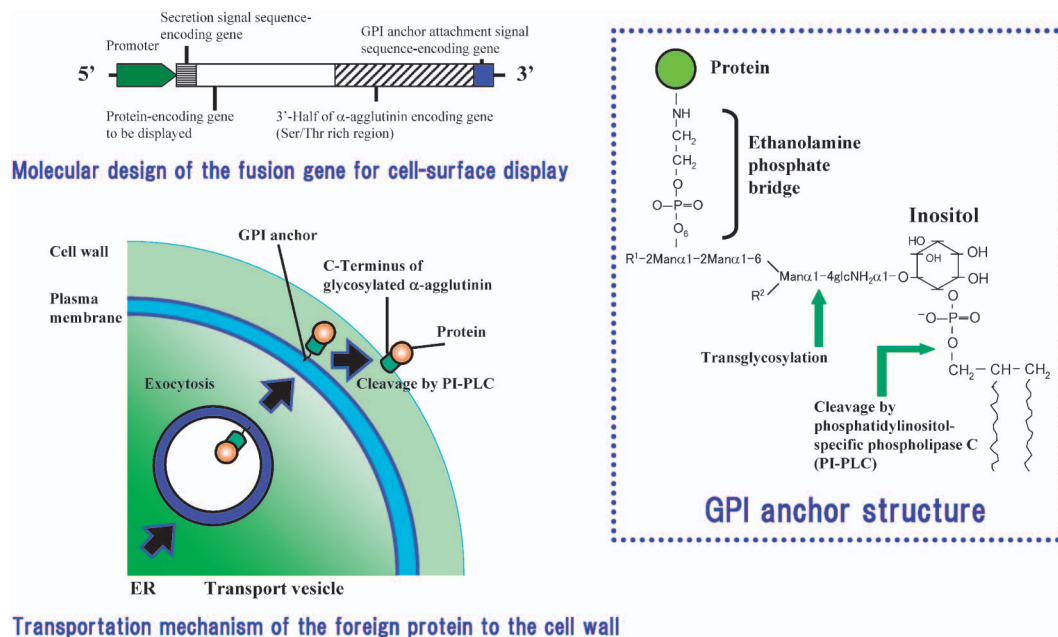 Secretion signal sequence-
encoding gene
GPI anchor attachment signal
sequence-encoding gene
Promoter
5’
3’
Protein-encoding gene
to be displayed
3’-Half of α-agglutinin encoding gene
(Ser/Thr rich region)
Molecular design of the fusion gene for cell-surface display
Cell wall
GPI anchor
C-Terminus of
glycosylated α-agglutinin
Plasma
membrane
Protein
Exocytosis
Cleavage by PI-PLC
ER
Transport vesicle
Transportation mechanism of the foreign protein to the cell wall
Protein
NH
CH2
CH2
O
O–P=O
O6
Ethanolamine
phosphate
bridge
Inositol
R1-2Manα1-2Manα1-6
Manα1-4glcNH2α1-O
R2
HO
OH
OH
HO
OH
O
−O-P=O
O
CH2-CH-CH2
Transglycosylation
Cleavage by
phosphatidylinositol-
specific phospholipase C
(PI-PLC)
GPI anchor structure